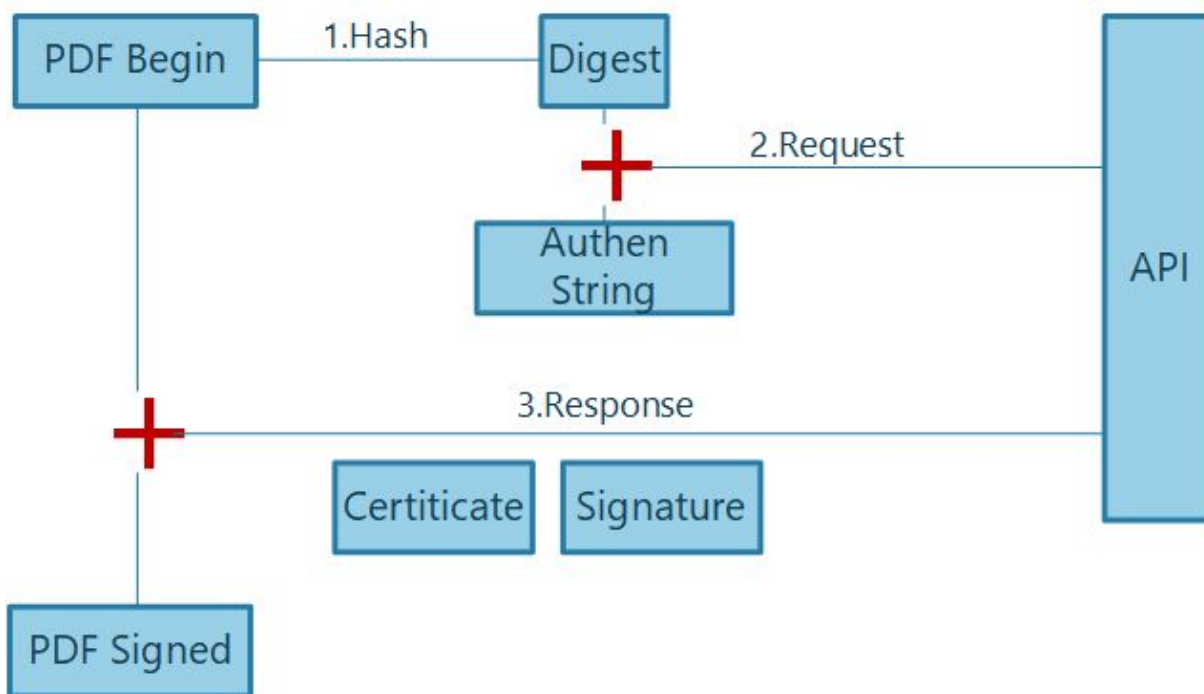 PDF Begin
1.Hash
Digest
2.Request
Authen
String
API
3.Response
Certiticate
Signature
PDF Signed